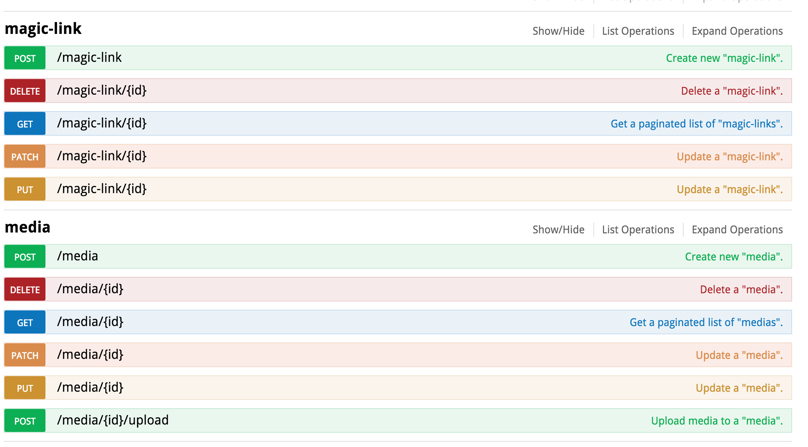 magic-link Show/Hide List Operations Expand Operations
POST /magic-link Create new "magic-link".
DELETE /magic-link/{id} Delete a "magic-link".
GET /magic-link/{id} Get a paginated list of "magic-links".
PATCH /magic-link/{id} Update a "magic-link".
PUT /magic-link/{id} Update a "magic-link".
media Show/Hide List Operations Expand Operations
POST /media Create new "media".
DELETE /media/{id} Delete a "media".
GET /media/{id} Get a paginated list of "medias".
PATCH /media/{id} Update a "media".
PUT /media/{id} Update a "media".
POST /media/{id}/upload Upload media to a "media".